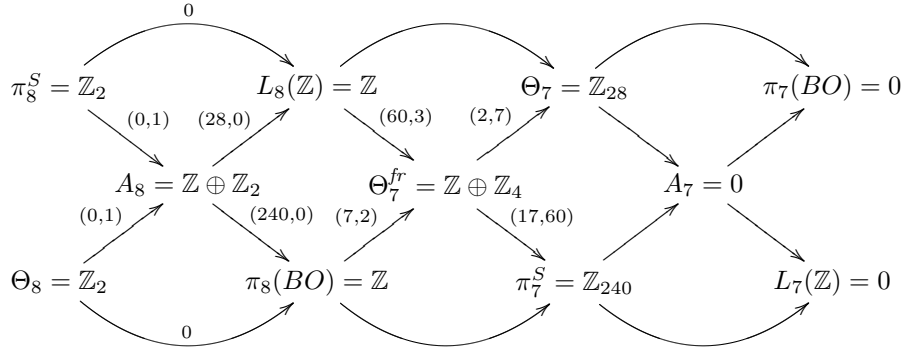 0
π_8^S = ℤ_2 L_8(ℤ) = ℤ Θ_7 = ℤ_28 π_7(BO) = 0
(0,1) (28,0) (60,3) (2,7)
A_8 = ℤ ⊕ ℤ_2 Θ_7^{fr} = ℤ ⊕ ℤ_4 A_7 = 0
(0,1) (240,0) (7,2) (17,60)
Θ_8 = ℤ_2 π_8(BO) = ℤ π_7^S = ℤ_240 L_7(ℤ) = 0
0